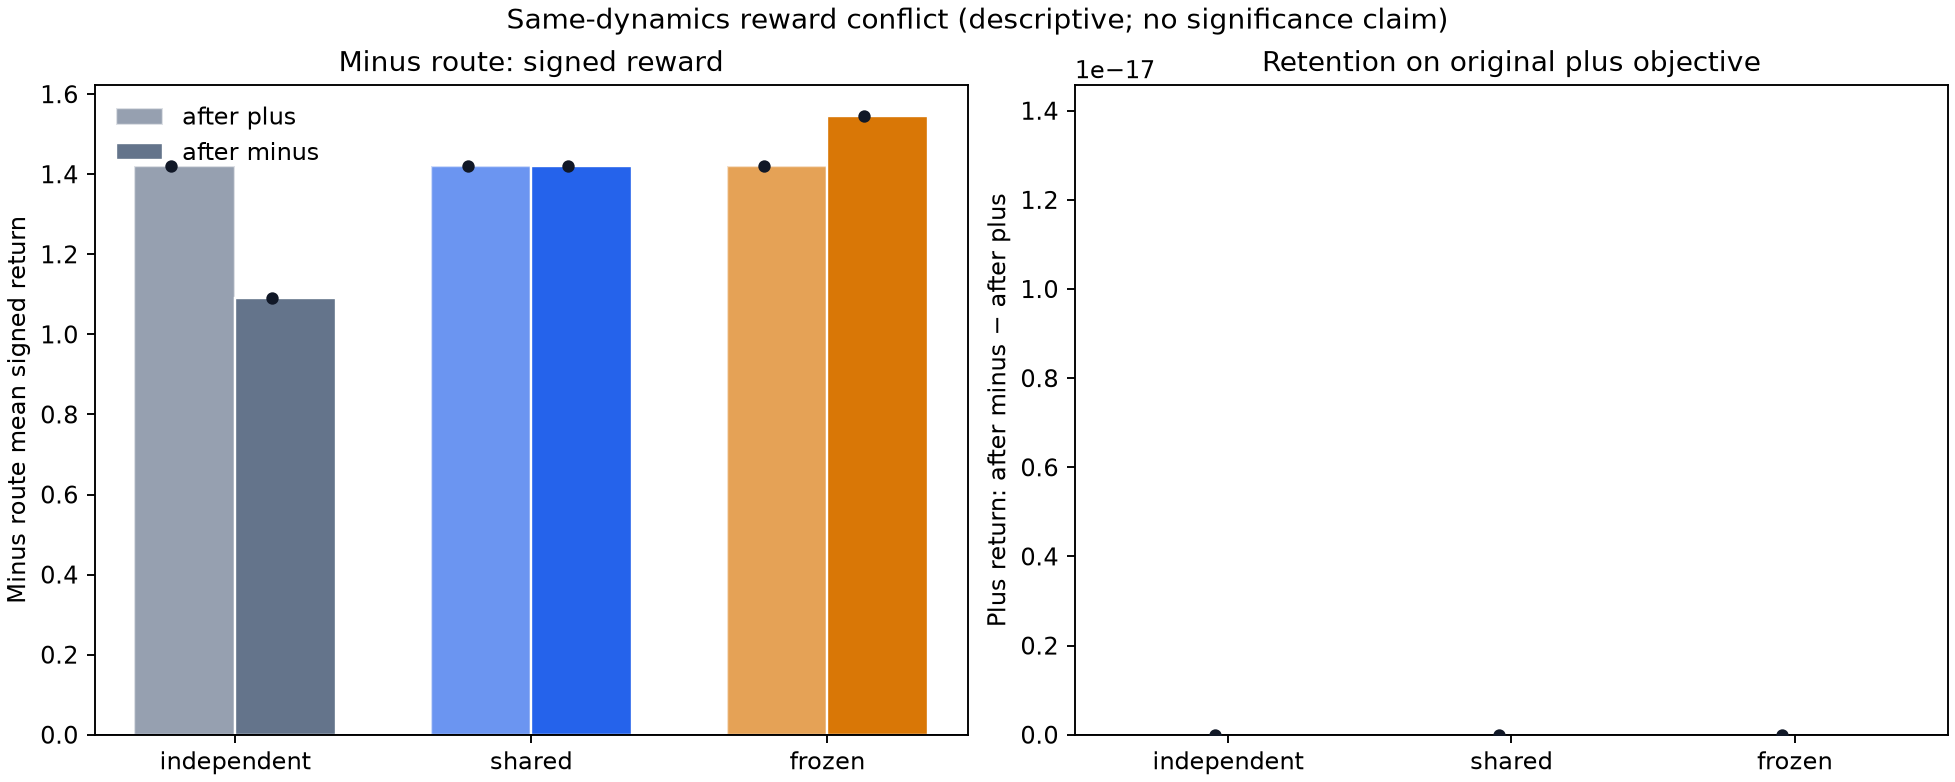 Same-dynamics reward conflict (descriptive; no significance claim)
Minus route: signed reward
Minus route mean signed return
1.6
1.4
1.2
1.0
0.8
0.6
0.4
0.2
0.0
after plus
after minus
independent
shared
frozen
Retention on original plus objective
1e−17
Plus return: after minus − after plus
1.4
1.2
1.0
0.8
0.6
0.4
0.2
0.0
independent
shared
frozen